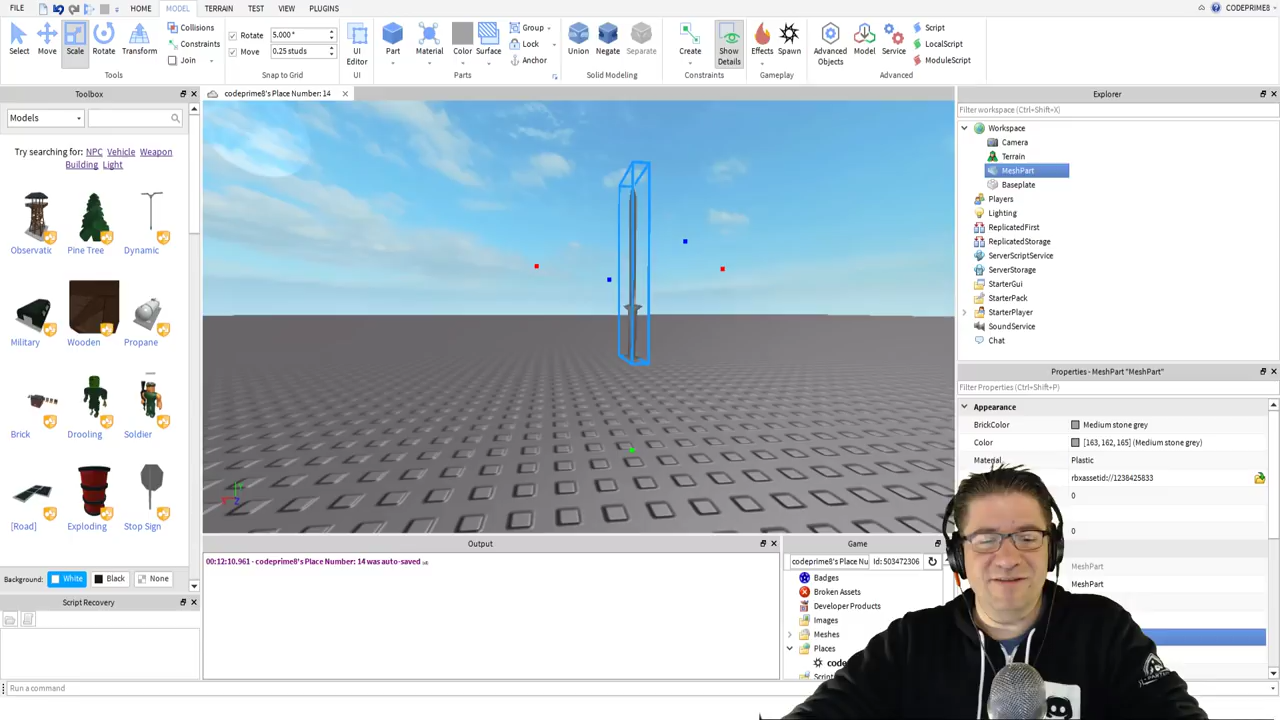 FILE HOME MODEL TERRAIN TEST VIEW PLUGINS CODEPRIME8
Select Move Scale Rotate Transform
Collisions
Constraints
Join
Tools
Rotate 5.000°
Move 0.25 studs
Snap to Grid
UI
Editor
UI
Part Material Color Surface
Group
Lock
Anchor
Parts
Union Negate Separate
Solid Modeling
Create Show
Details
Constraints
Effects Spawn
Gameplay
Advanced
Objects
Model Service
Script
LocalScript
ModuleScript
Advanced
Toolbox
Models
Try searching for: NPC Vehicle Weapon
Building Light
Observatic Pine Tree Dynamic
Military Wooden Propane
Brick Drooling Soldier
[Road] Exploding Stop Sign
Background: White Black None
Script Recovery
Run a command
codeprime8's Place Number: 14
Output
00:12:10.961 - codeprime8's Place Number: 14 was auto-saved
Game
codeprime8's Place Nu Id: 503472306
Badges
Broken Assets
Developer Products
Images
Meshes
Places
code
Script
Explorer
Filter workspace (Ctrl+Shift+X)
Workspace
Camera
Terrain
MeshPart
Baseplate
Players
Lighting
ReplicatedFirst
ReplicatedStorage
ServerScriptService
ServerStorage
StarterGui
StarterPack
StarterPlayer
SoundService
Chat
Properties - MeshPart "MeshPart"
Filter Properties (Ctrl+Shift+P)
Appearance
BrickColor Medium stone grey
Color [163, 162, 165] (Medium stone grey)
Material Plastic
rbxassetid://1238425833
0
0
MeshPart
MeshPart